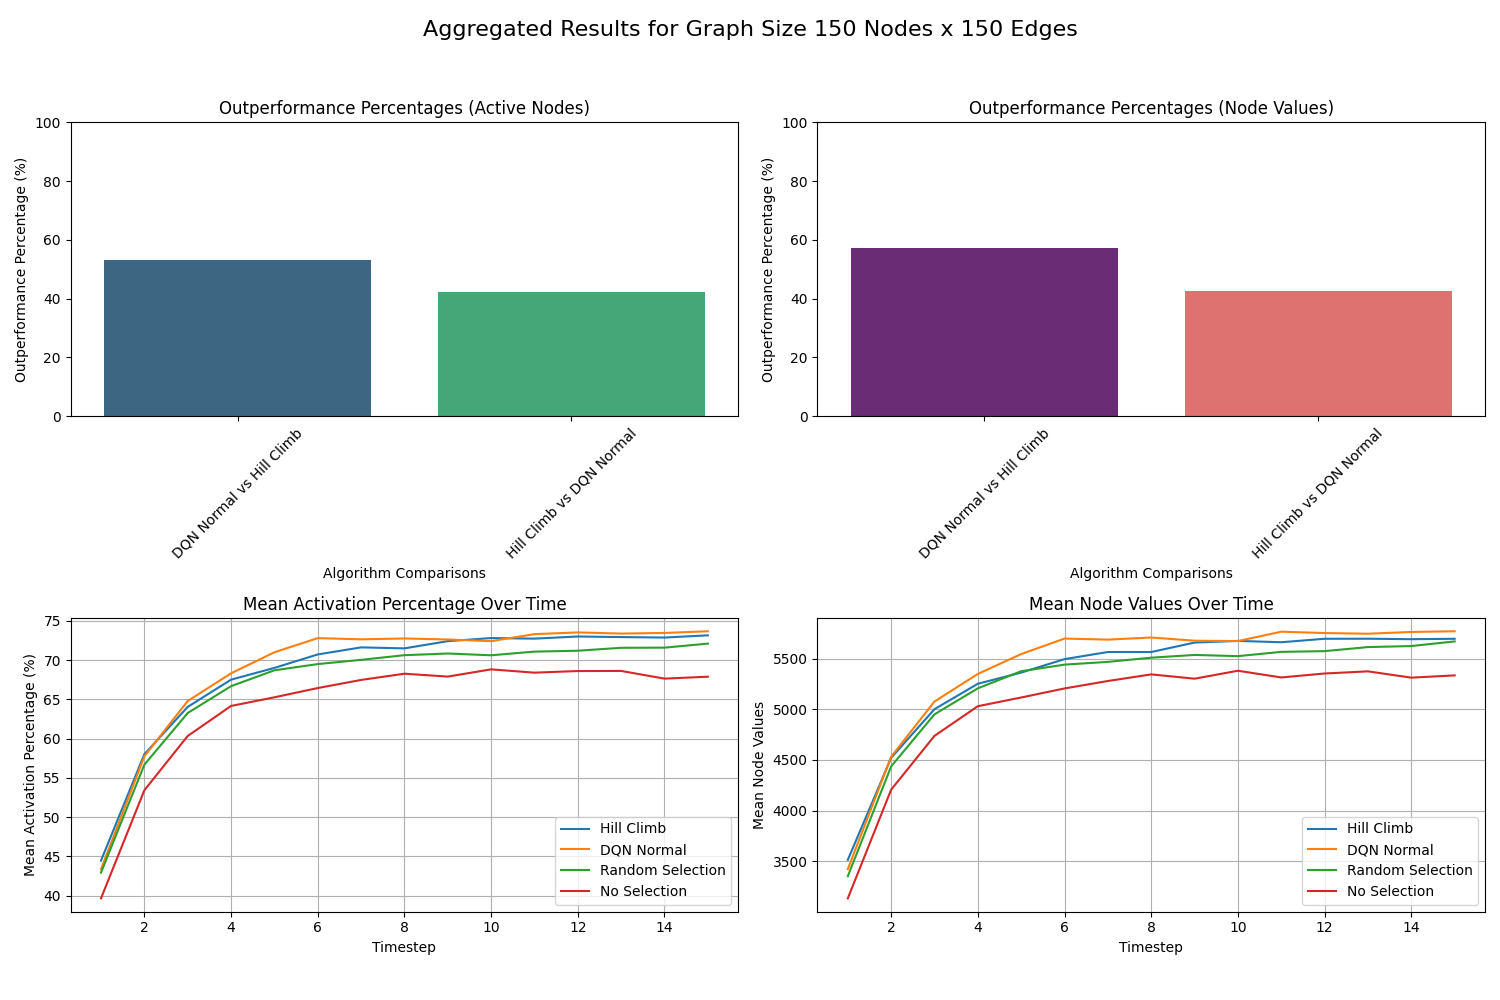 Aggregated Results for Graph Size 150 Nodes x 150 Edges
Outperformance Percentages (Active Nodes)
Outperformance Percentage (%)
100
80
60
40
20
0
DQN Normal vs Hill Climb
Hill Climb vs DQN Normal
Algorithm Comparisons
Outperformance Percentages (Node Values)
Outperformance Percentage (%)
100
80
60
40
20
0
DQN Normal vs Hill Climb
Hill Climb vs DQN Normal
Algorithm Comparisons
Mean Activation Percentage Over Time
Mean Activation Percentage (%)
75
70
65
60
55
50
45
40
Hill Climb
DQN Normal
Random Selection
No Selection
2 4 6 8 10 12 14
Timestep
Mean Node Values Over Time
Mean Node Values
5500
5000
4500
4000
3500
Hill Climb
DQN Normal
Random Selection
No Selection
2 4 6 8 10 12 14
Timestep